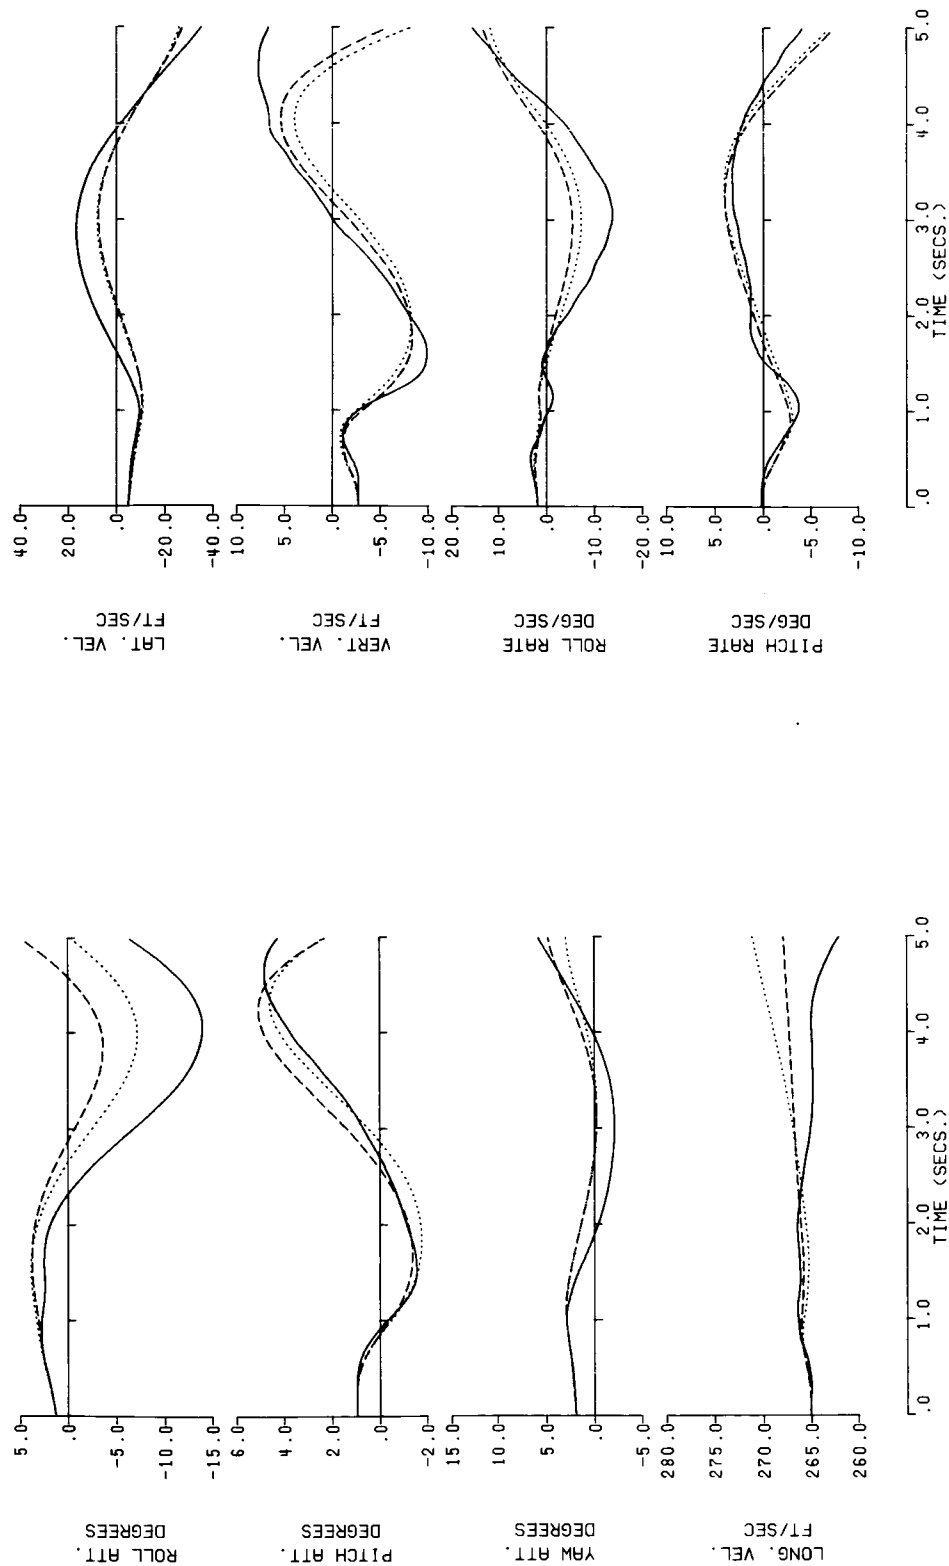 ROLL ATT.
DEGREES
5.0
.0
-5.0
-10.0
-15.0
PITCH ATT.
DEGREES
6.0
4.0
2.0
.0
-2.0
YAW ATT.
DEGREES
15.0
10.0
5.0
.0
-5.0
LONG. VEL.
FT/SEC
280.0
275.0
270.0
265.0
260.0
.0 1.0 2.0 3.0 4.0 5.0
TIME (SECS.)
LAT. VEL.
FT/SEC
40.0
20.0
.0
-20.0
-40.0
VERT. VEL.
FT/SEC
10.0
5.0
.0
-5.0
-10.0
ROLL RATE
DEG/SEC
20.0
10.0
.0
-10.0
-20.0
PITCH RATE
DEG/SEC
10.0
5.0
.0
-5.0
-10.0
.0 1.0 2.0 3.0 4.0 5.0
TIME (SECS.)